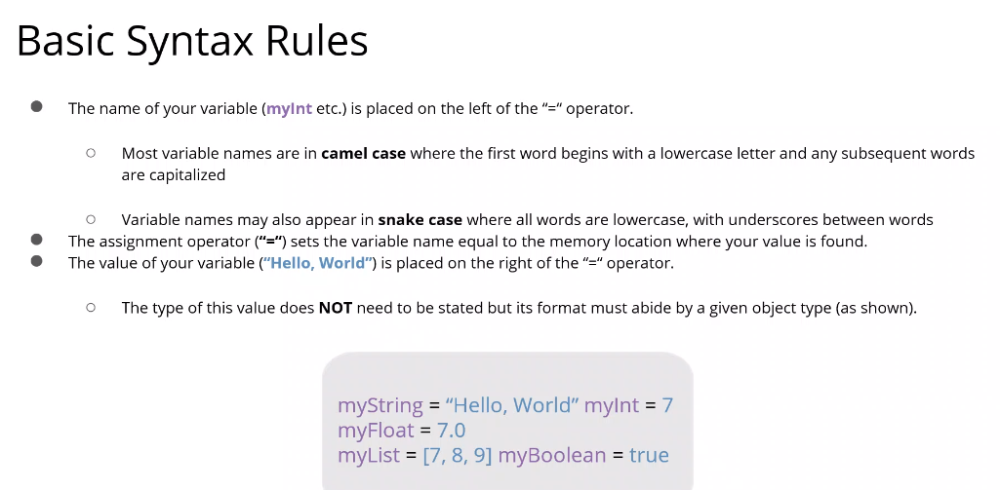 Basic Syntax Rules
● The name of your variable (myInt etc.) is placed on the left of the “=“ operator.
○ Most variable names are in camel case where the first word begins with a lowercase letter and any subsequent words
are capitalized
○ Variable names may also appear in snake case where all words are lowercase, with underscores between words
● The assignment operator (“=“) sets the variable name equal to the memory location where your value is found.
● The value of your variable (“Hello, World”) is placed on the right of the “=“ operator.
○ The type of this value does NOT need to be stated but its format must abide by a given object type (as shown).
myString = “Hello, World” myInt = 7
myFloat = 7.0
myList = [7, 8, 9] myBoolean = true